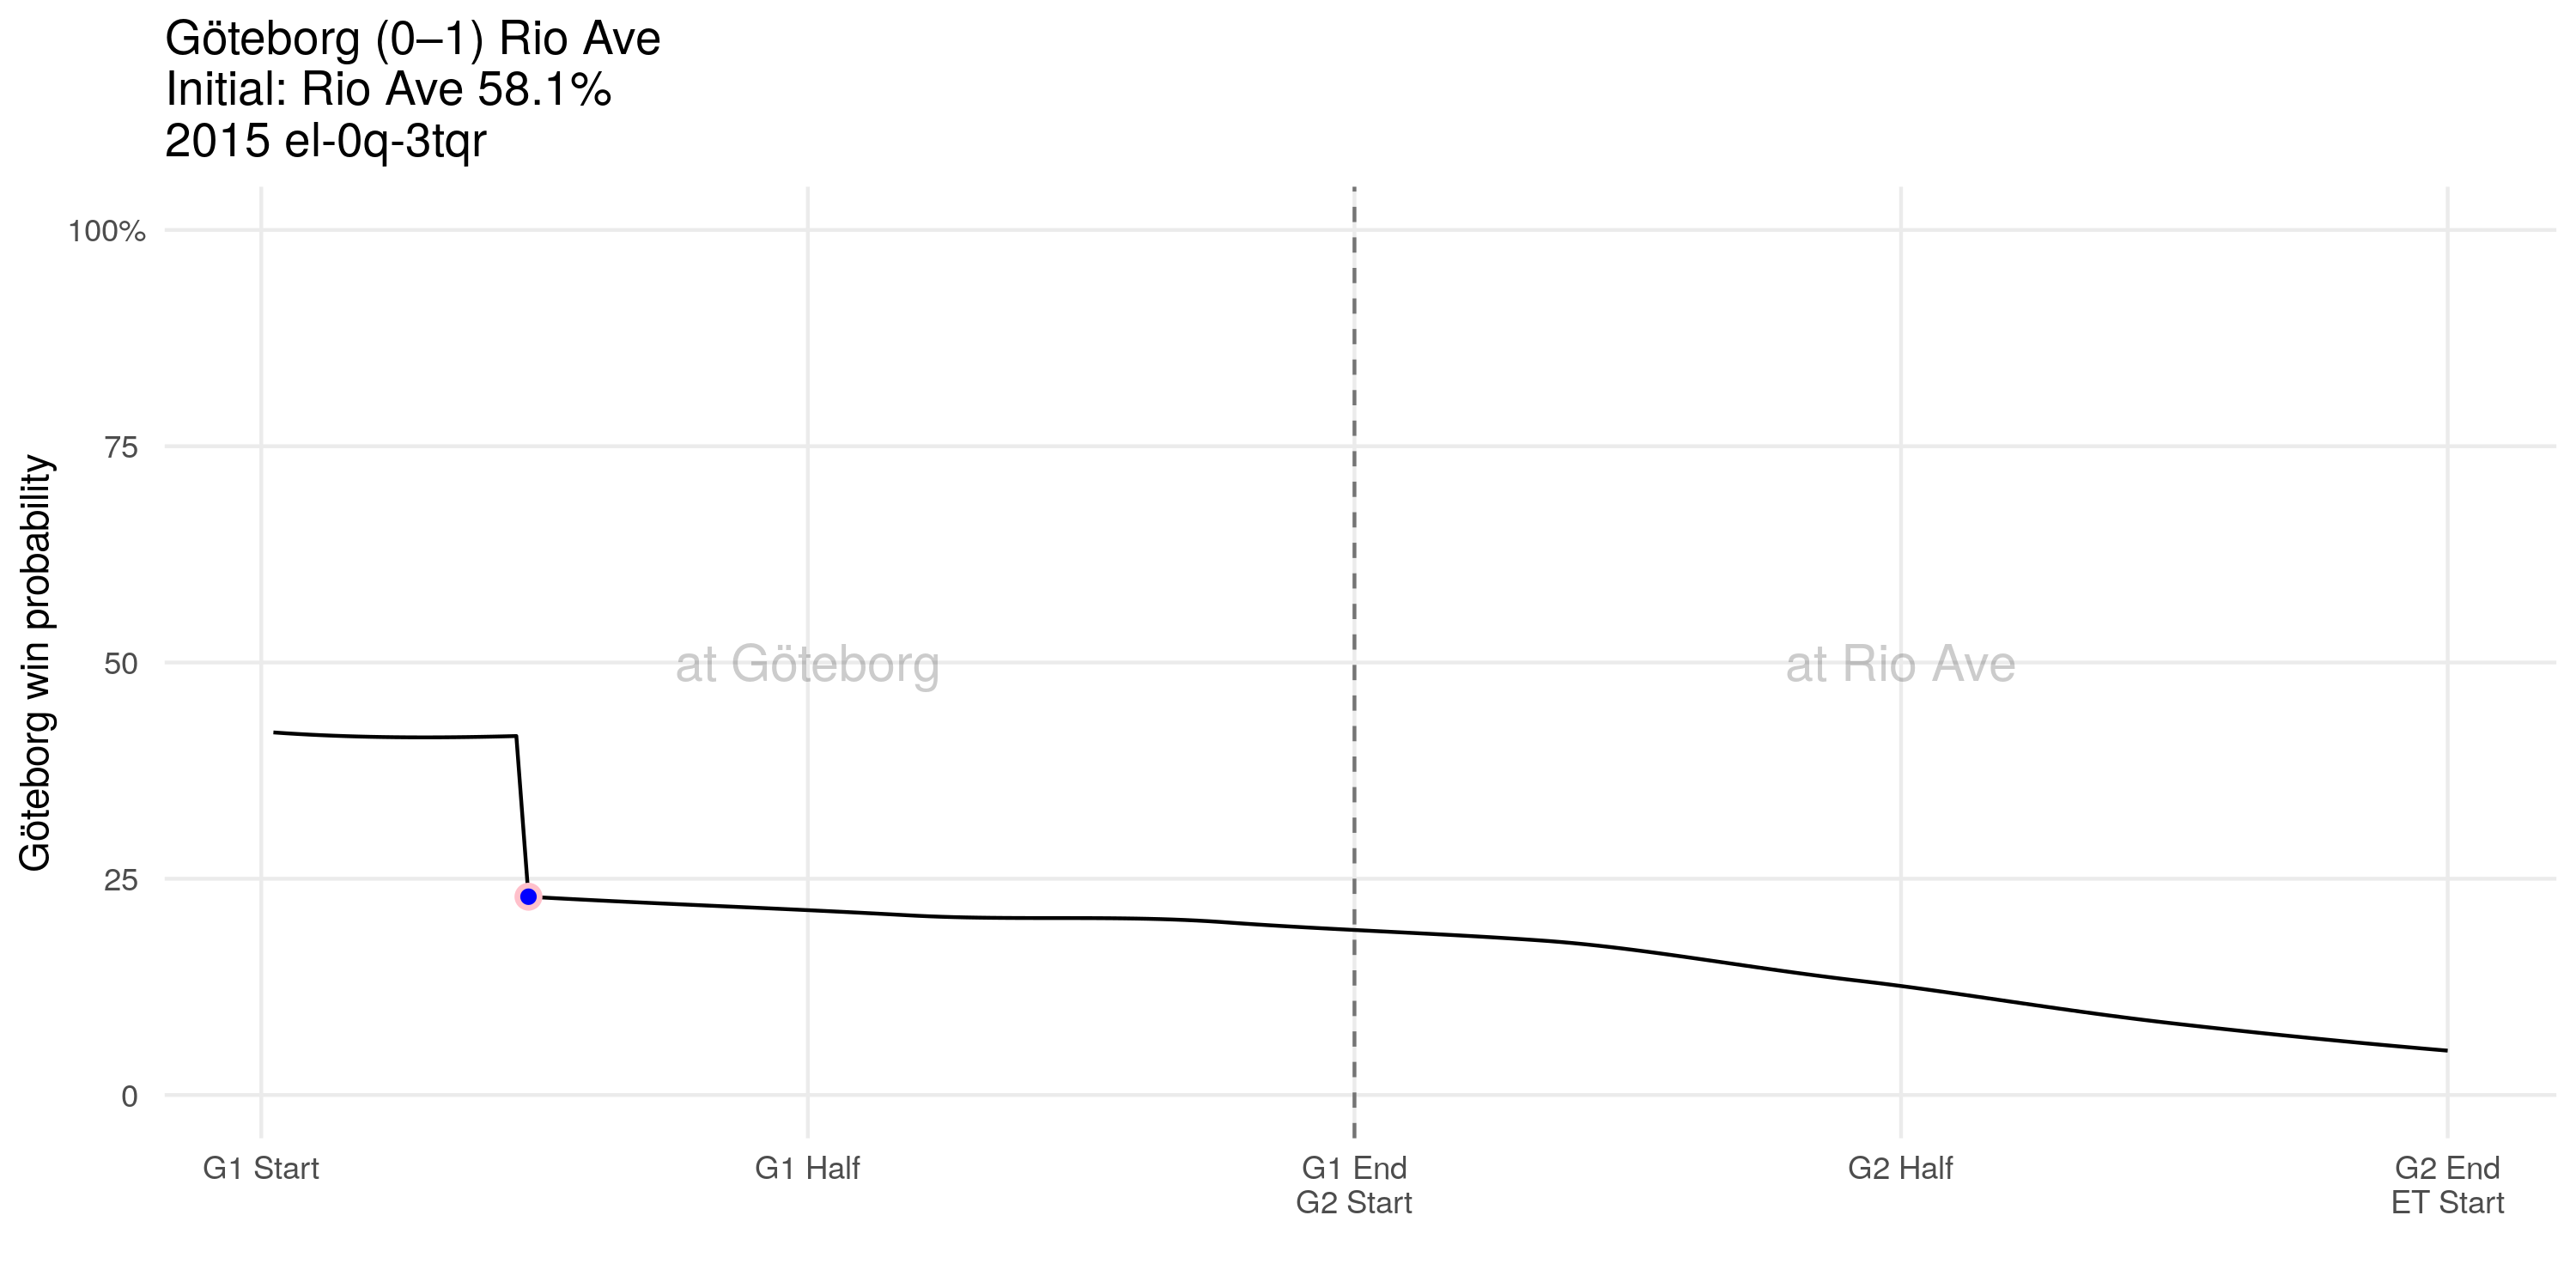 Göteborg (0–1) Rio Ave
Initial: Rio Ave 58.1%
2015 el-0q-3tqr
Göteborg win probability
100%
75
50
25
0
at Göteborg
at Rio Ave
G1 Start
G1 Half
G1 End
G2 Start
G2 Half
G2 End
ET Start